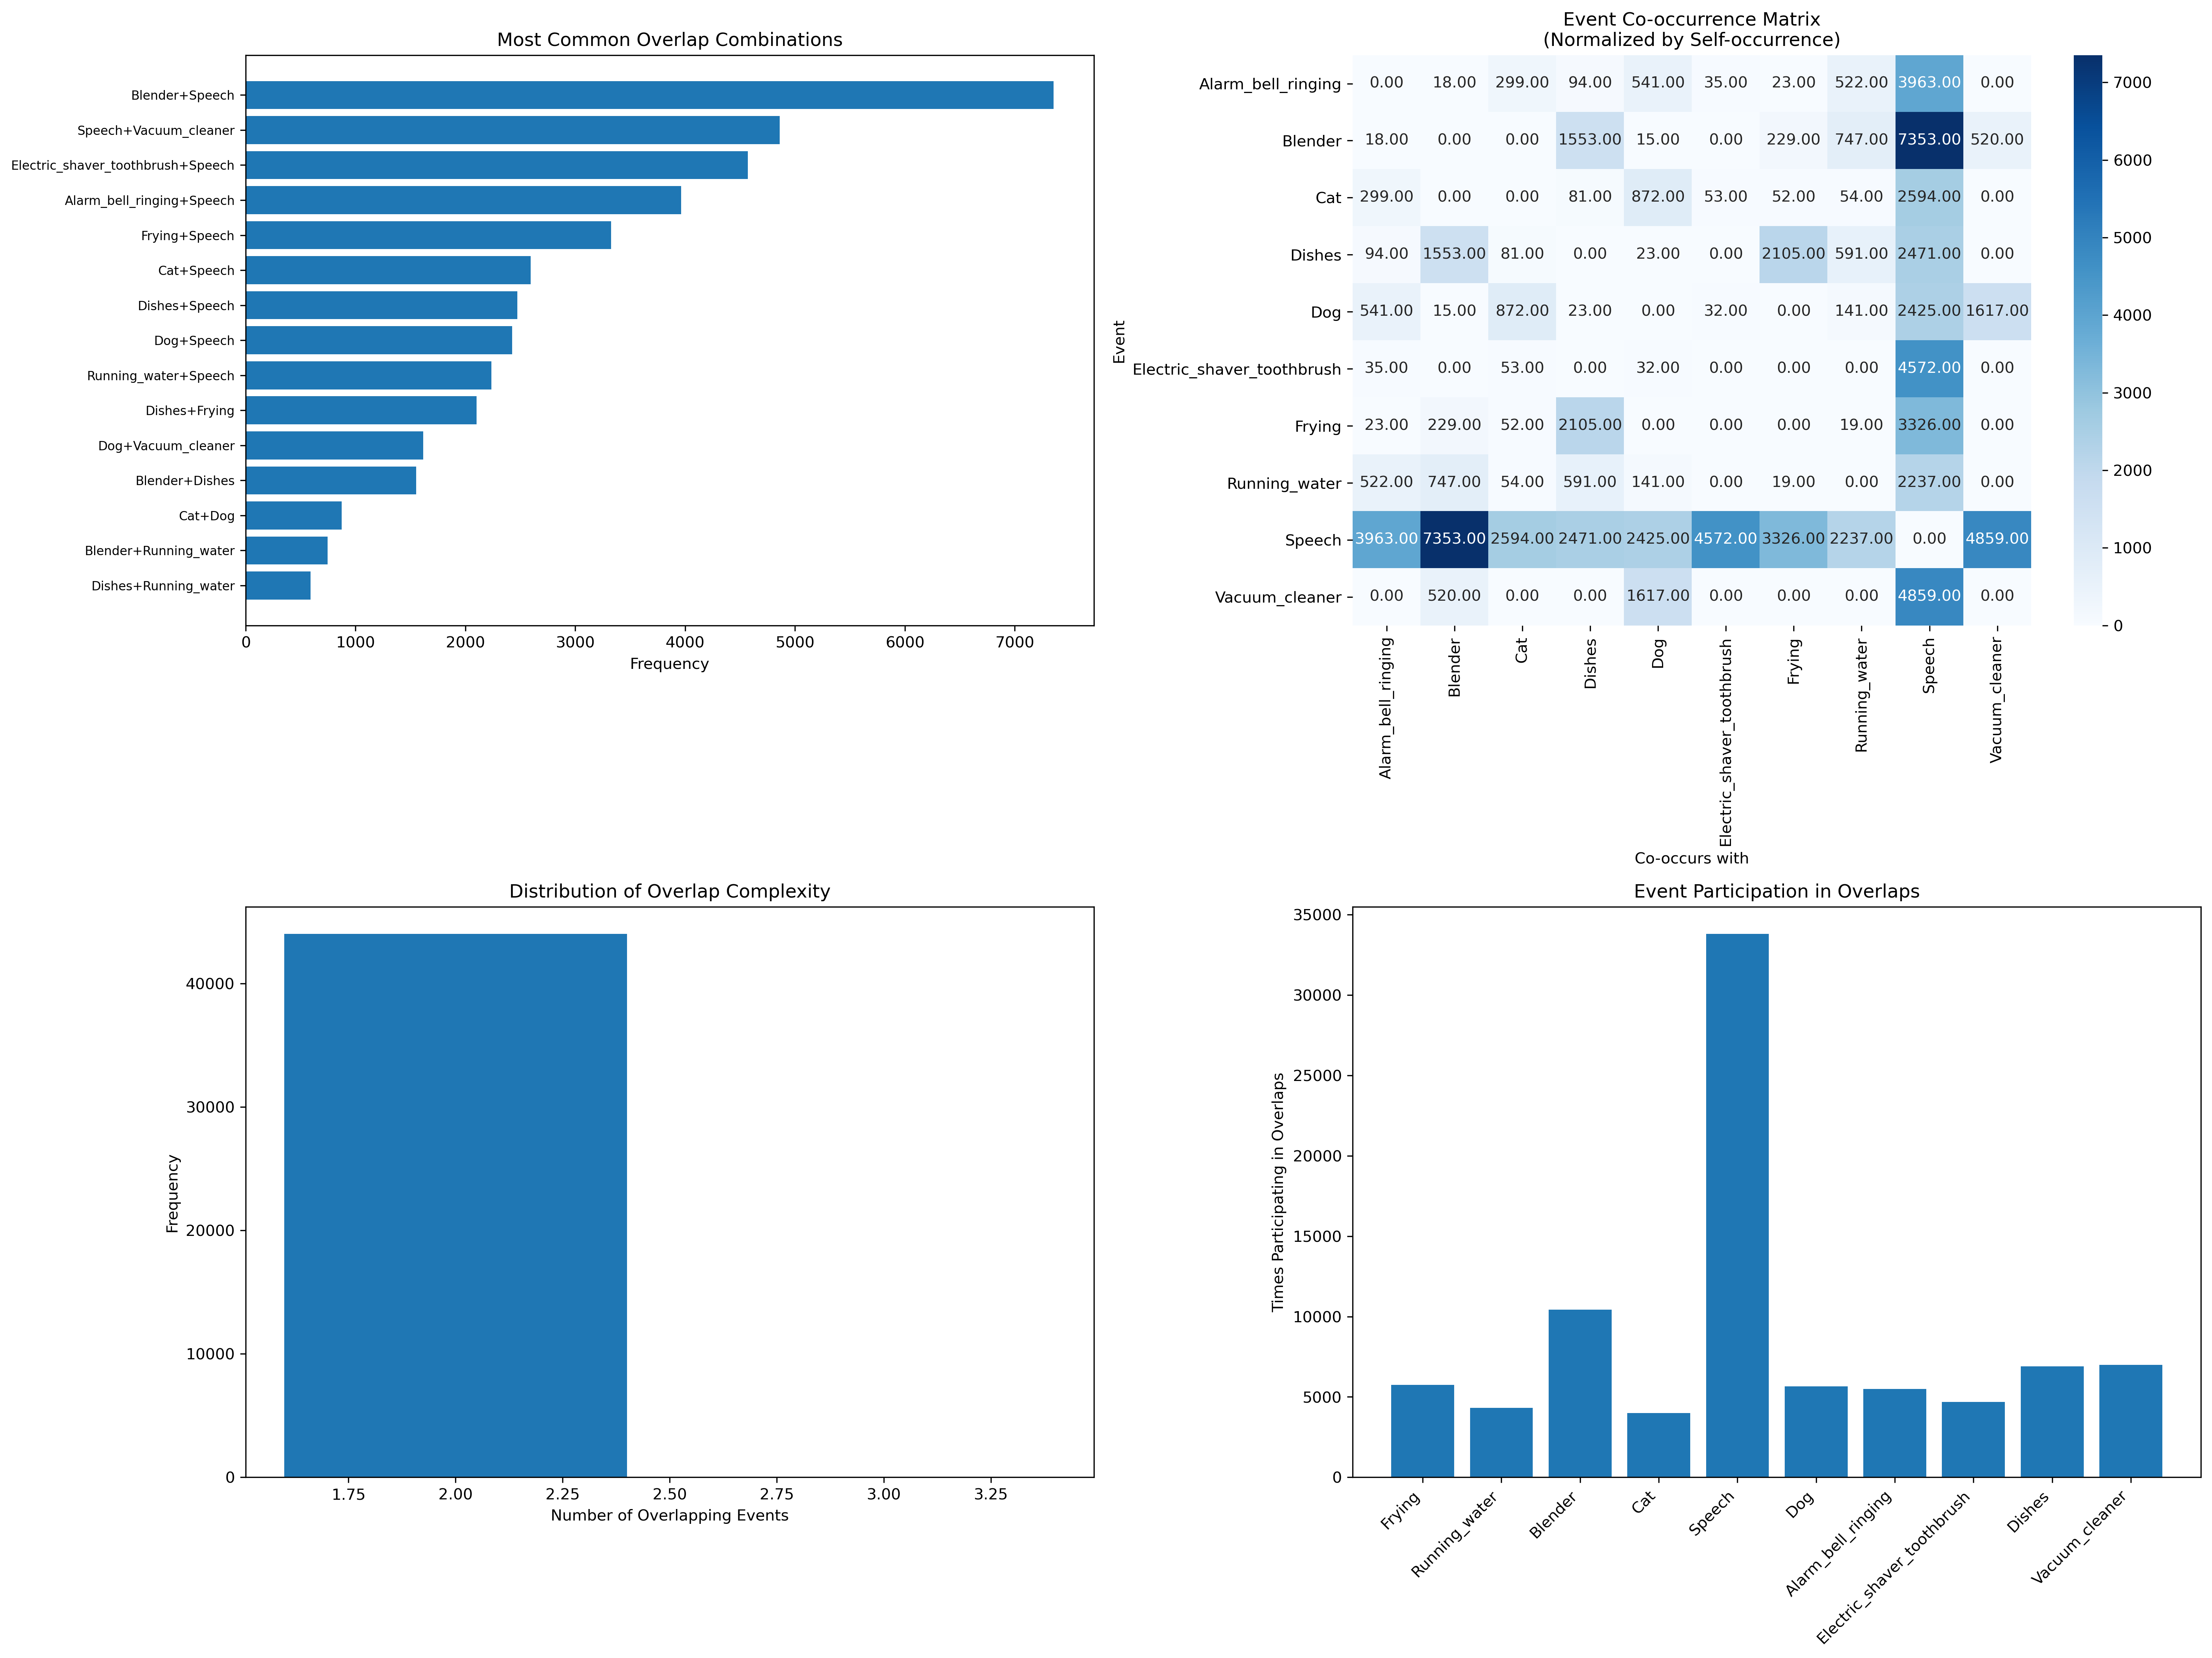 Most Common Overlap Combinations
Blender+Speech
Speech+Vacuum_cleaner
Electric_shaver_toothbrush+Speech
Alarm_bell_ringing+Speech
Frying+Speech
Cat+Speech
Dishes+Speech
Dog+Speech
Running_water+Speech
Dishes+Frying
Dog+Vacuum_cleaner
Blender+Dishes
Cat+Dog
Blender+Running_water
Dishes+Running_water
0 1000 2000 3000 4000 5000 6000 7000
Frequency
Event Co-occurrence Matrix
(Normalized by Self-occurrence)
Event
Alarm_bell_ringing 0.00 18.00 299.00 94.00 541.00 35.00 23.00 522.00 3963.00 0.00
Blender 18.00 0.00 0.00 1553.00 15.00 0.00 229.00 747.00 7353.00 520.00
Cat 299.00 0.00 0.00 81.00 872.00 53.00 52.00 54.00 2594.00 0.00
Dishes 94.00 1553.00 81.00 0.00 23.00 0.00 2105.00 591.00 2471.00 0.00
Dog 541.00 15.00 872.00 23.00 0.00 32.00 0.00 141.00 2425.00 1617.00
Electric_shaver_toothbrush 35.00 0.00 53.00 0.00 32.00 0.00 0.00 0.00 4572.00 0.00
Frying 23.00 229.00 52.00 2105.00 0.00 0.00 0.00 19.00 3326.00 0.00
Running_water 522.00 747.00 54.00 591.00 141.00 0.00 19.00 0.00 2237.00 0.00
Speech 3963.00 7353.00 2594.00 2471.00 2425.00 4572.00 3326.00 2237.00 0.00 4859.00
Vacuum_cleaner 0.00 520.00 0.00 0.00 1617.00 0.00 0.00 0.00 4859.00 0.00
Alarm_bell_ringing
Blender
Cat
Dishes
Dog
Electric_shaver_toothbrush
Frying
Running_water
Speech
Vacuum_cleaner
Co-occurs with
7000
6000
5000
4000
3000
2000
1000
0
Distribution of Overlap Complexity
Frequency
40000
30000
20000
10000
0
1.75 2.00 2.25 2.50 2.75 3.00 3.25
Number of Overlapping Events
Event Participation in Overlaps
Times Participating in Overlaps
35000
30000
25000
20000
15000
10000
5000
0
Frying
Running_water
Blender
Cat
Speech
Dog
Alarm_bell_ringing
Electric_shaver_toothbrush
Dishes
Vacuum_cleaner